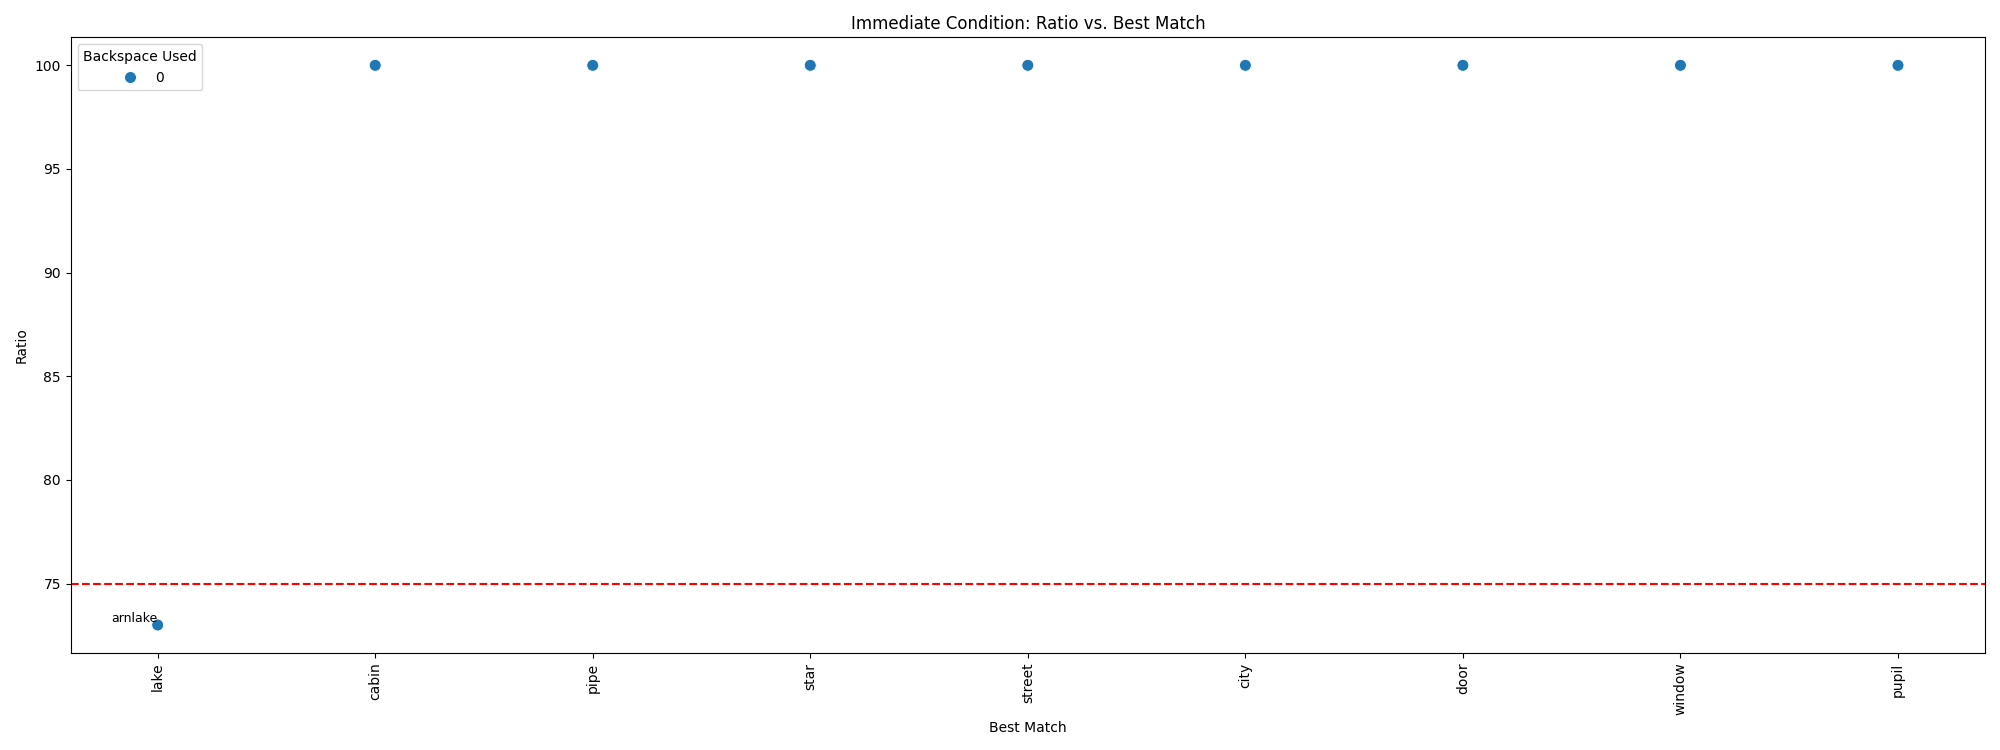 Immediate Condition: Ratio vs. Best Match
Backspace Used
0
100
95
90
85
80
75
Ratio
arnlake
lake
cabin
pipe
star
street
city
door
window
pupil
Best Match